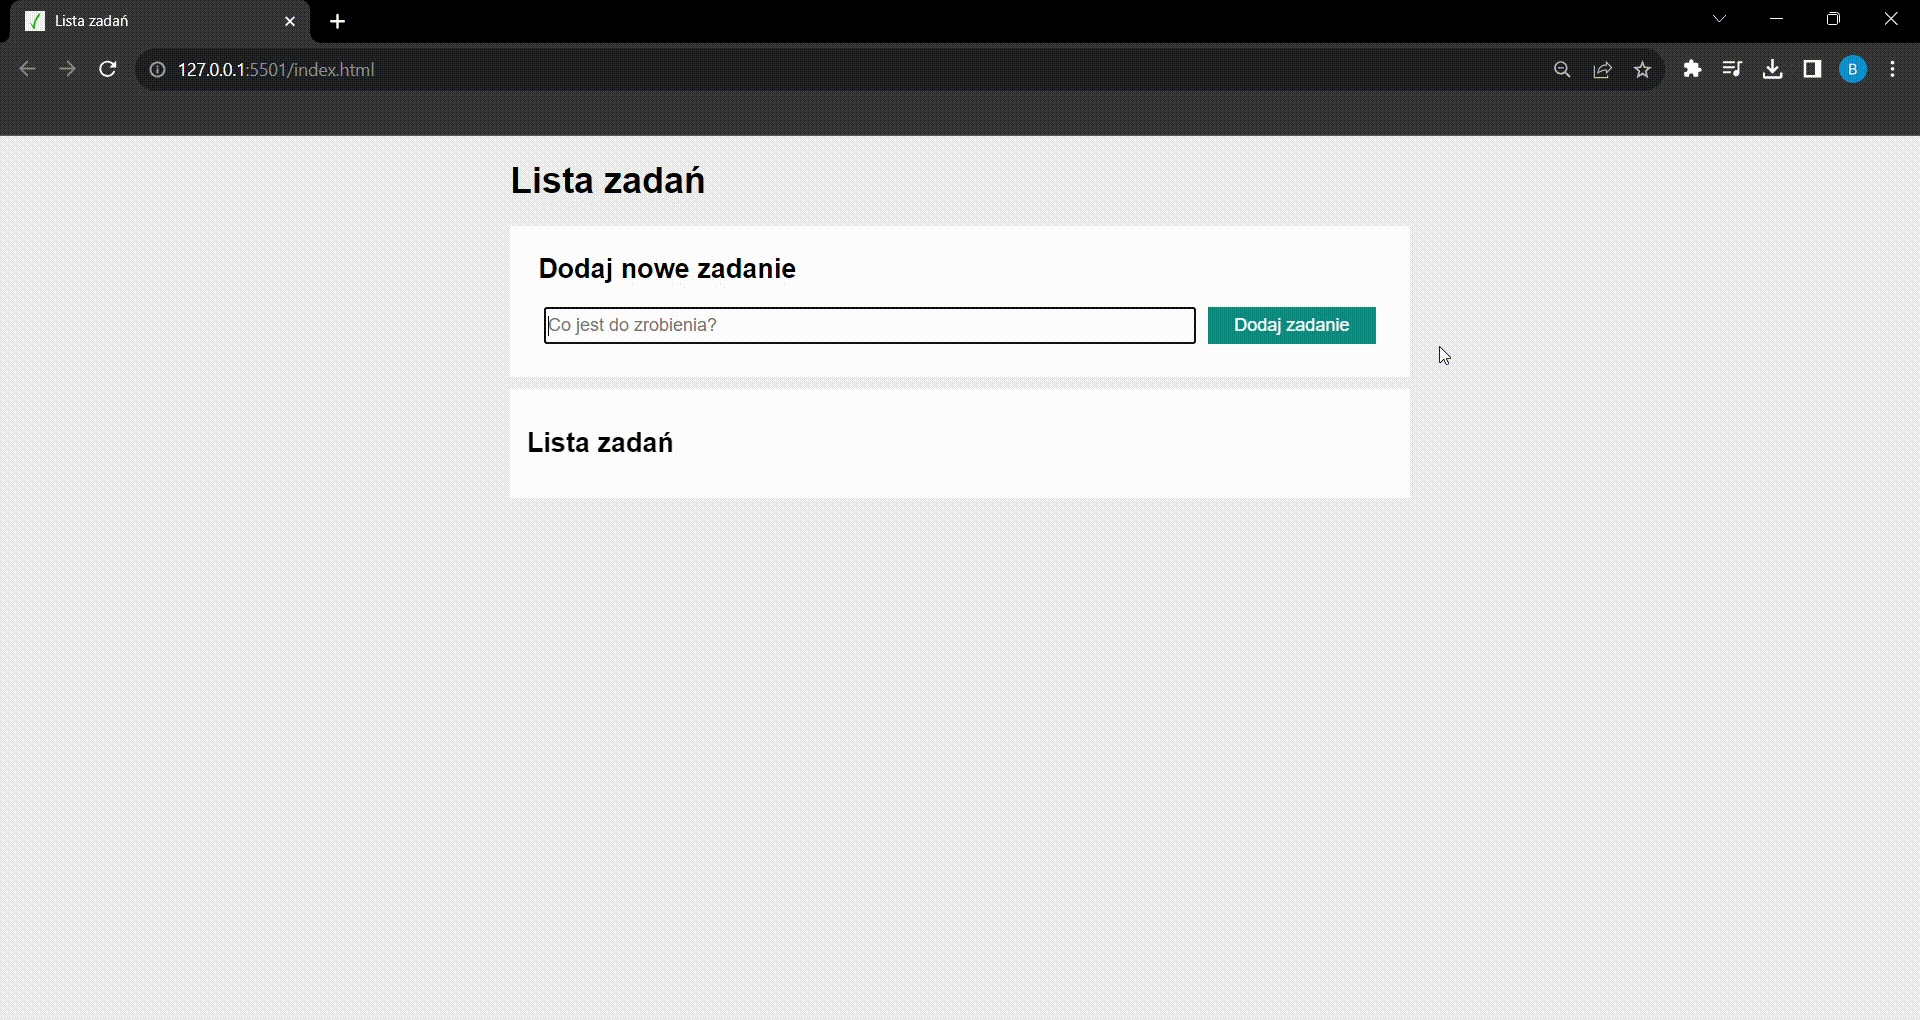 Lista zadań
127.0.0.1:5501/index.html
B
Lista zadań
Dodaj nowe zadanie
Co jest do zrobienia?
Dodaj zadanie
Lista zadań